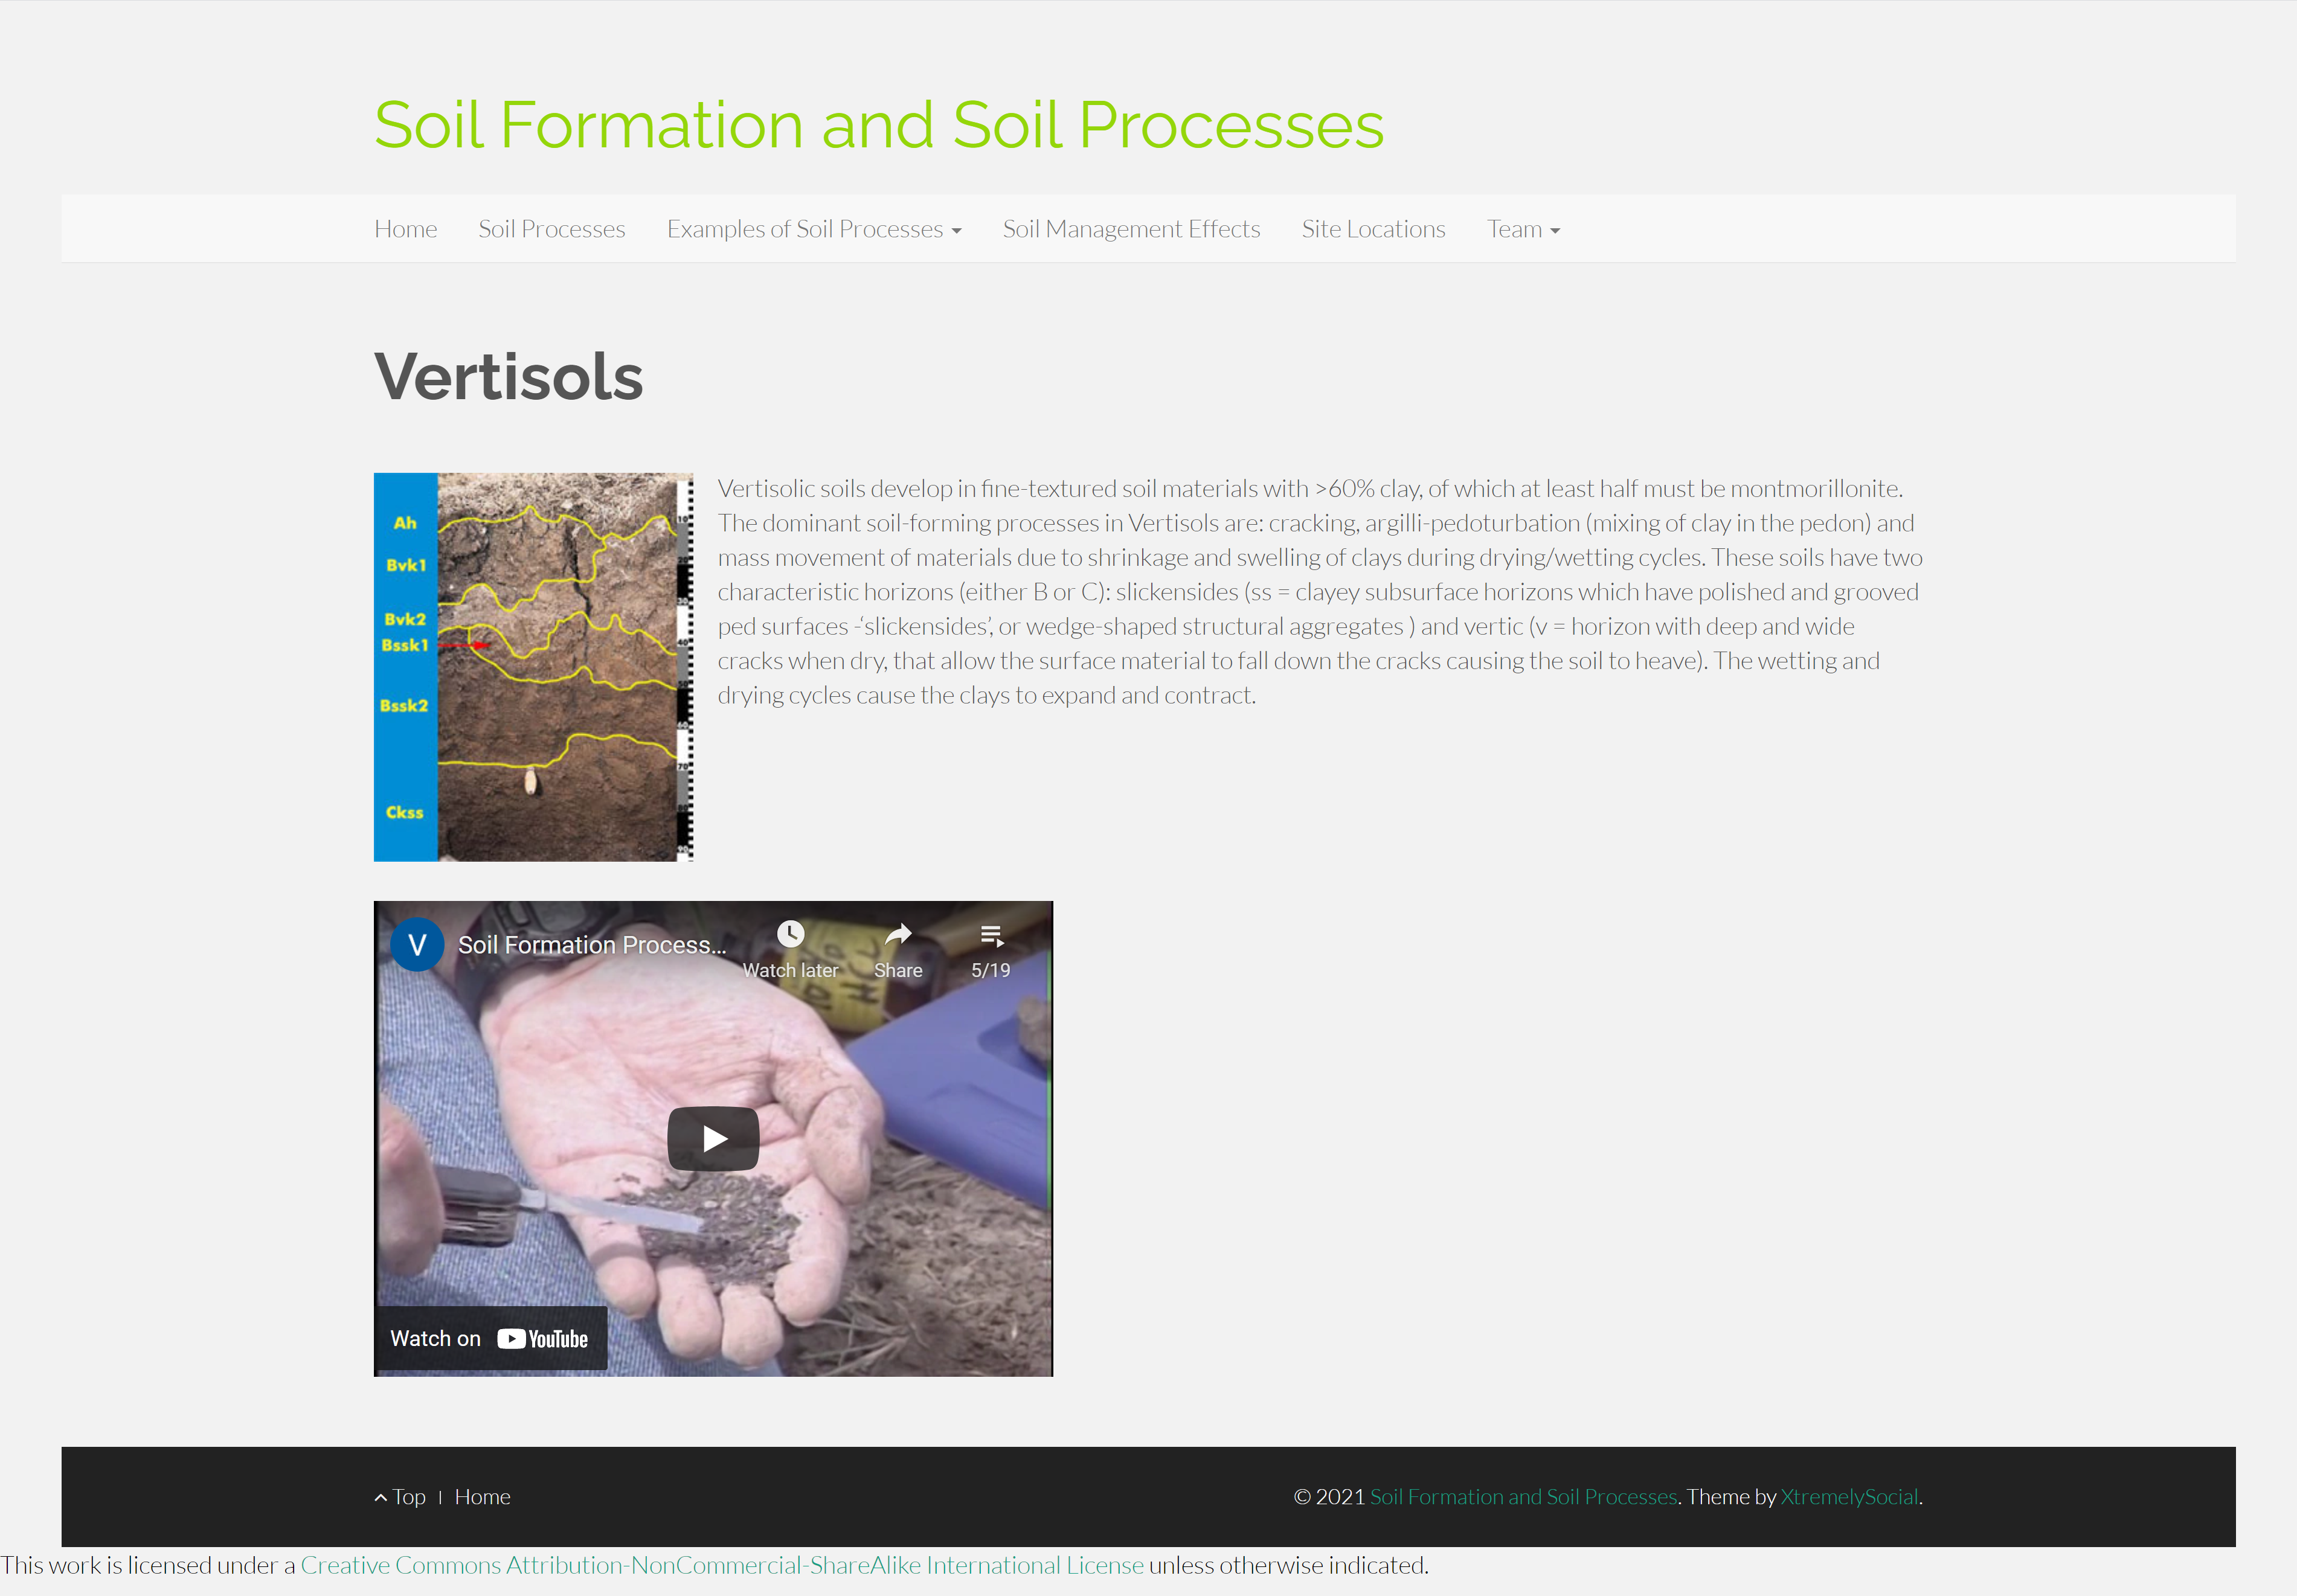 Soil Formation and Soil Processes
Home Soil Processes Examples of Soil Processes Soil Management Effects Site Locations Team
Vertisols
Ah
Bvk1
Bvk2
Bssk1
Bssk2
Ckss
10
20
30
40
50
60
70
80
90
Vertisolic soils develop in fine-textured soil materials with >60% clay, of which at least half must be montmorillonite.
The dominant soil-forming processes in Vertisols are: cracking, argilli-pedoturbation (mixing of clay in the pedon) and
mass movement of materials due to shrinkage and swelling of clays during drying/wetting cycles. These soils have two
characteristic horizons (either B or C): slickensides (ss = clayey subsurface horizons which have polished and grooved
ped surfaces -‘slickensides’, or wedge-shaped structural aggregates ) and vertic (v = horizon with deep and wide
cracks when dry, that allow the surface material to fall down the cracks causing the soil to heave). The wetting and
drying cycles cause the clays to expand and contract.
V Soil Formation Process...
Watch later Share 5/19
Watch on YouTube
Top | Home
© 2021 Soil Formation and Soil Processes. Theme by XtremelySocial.
This work is licensed under a Creative Commons Attribution-NonCommercial-ShareAlike International License unless otherwise indicated.